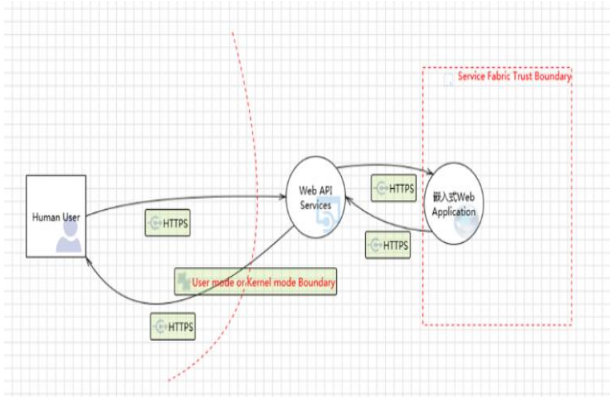 Service Fabric Trust Boundary
Web API
Services
HTTPS
嵌入式Web
Application
Human User
HTTPS
HTTPS
User mode or Kernel mode Boundary
HTTPS